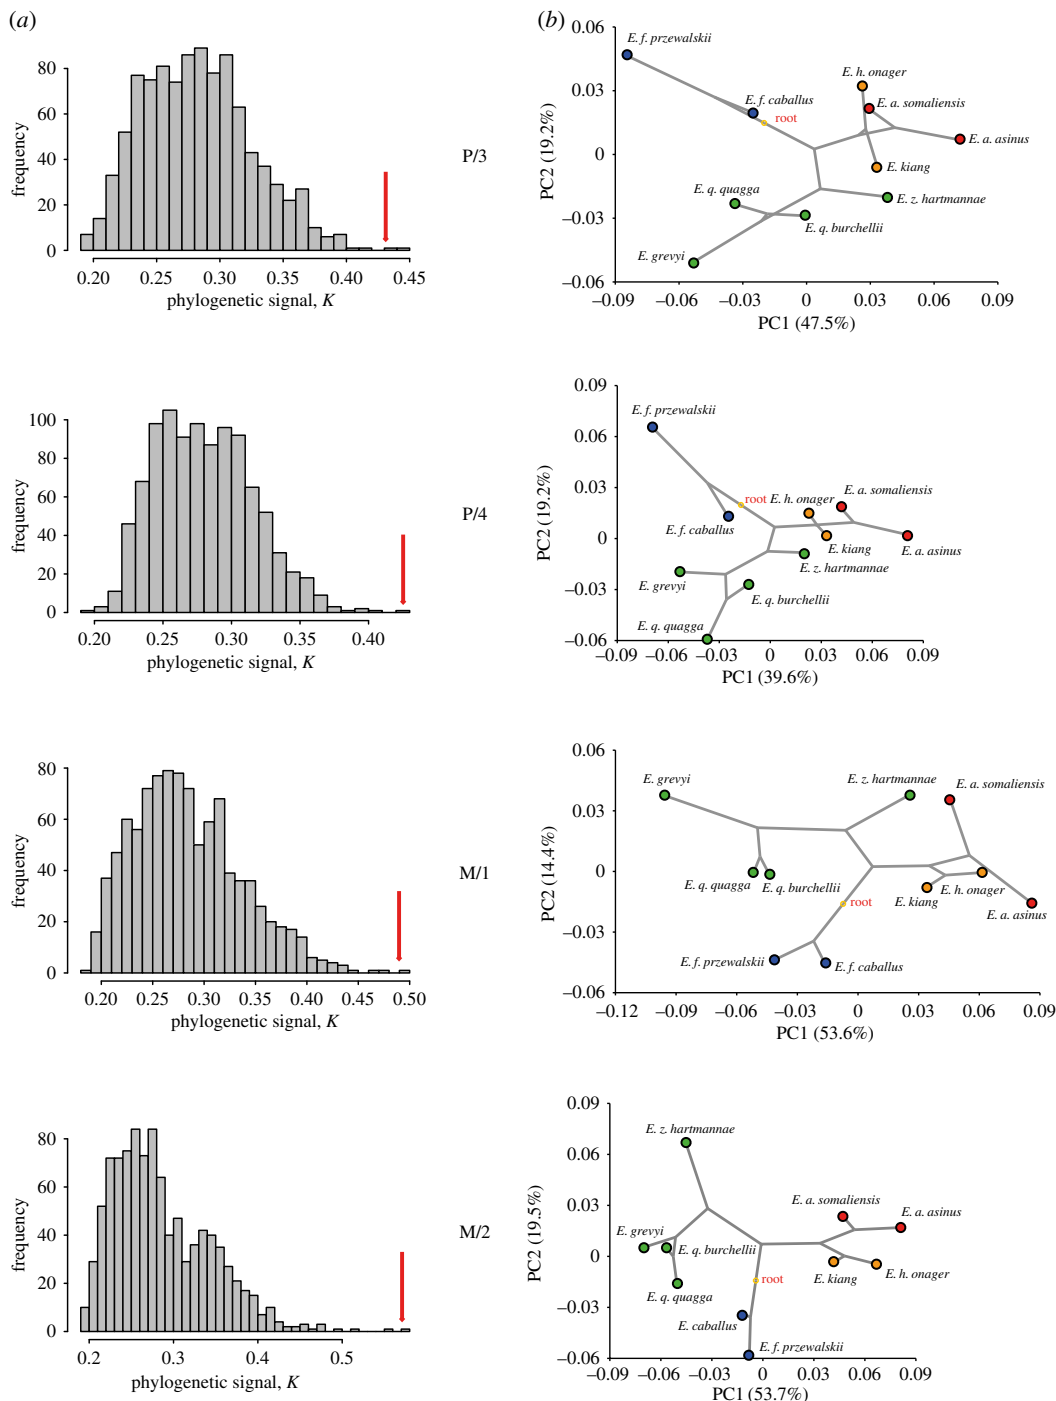 (a)
(b)
80
60
40
20
0
frequency
0.20 0.25 0.30 0.35 0.40 0.45
phylogenetic signal, K
P/3
0.06
0.03
0
–0.03
–0.06
PC2 (19.2%)
E. f. przewalskii
E. h. onager
E. f. caballus
E. a. somaliensis
root
E. a. asinus
E. kiang
E. q. quagga
E. z. hartmannae
E. q. burchellii
E. grevyi
–0.09 –0.06 –0.03 0 0.03 0.06 0.09
PC1 (47.5%)
100
80
60
40
20
0
frequency
0.20 0.25 0.30 0.35 0.40
phylogenetic signal, K
P/4
0.09
0.06
0.03
0
–0.03
–0.06
PC2 (19.2%)
E. f. przewalskii
E. a. somaliensis
root
E. h. onager
E. f. caballus
E. kiang
E. a. asinus
E. z. hartmannae
E. grevyi
E. q. burchellii
E. q. quagga
–0.09 –0.06 –0.03 0 0.03 0.06 0.09
PC1 (39.6%)
80
60
40
20
0
frequency
0.20 0.25 0.30 0.35 0.40 0.45 0.50
phylogenetic signal, K
M/1
0.06
0.03
0
–0.03
–0.06
PC2 (14.4%)
E. grevyi
E. z. hartmannae
E. a. somaliensis
E. q. quagga
E. q. burchellii
E. h. onager
E. kiang
root
E. a. asinus
E. f. przewalskii
E. f. caballus
–0.12 –0.09 –0.06 –0.03 0 0.03 0.06 0.09
PC1 (53.6%)
80
60
40
20
0
frequency
0.2 0.3 0.4 0.5
phylogenetic signal, K
M/2
0.09
0.06
0.03
0
–0.03
–0.06
PC2 (19.5%)
E. z. hartmannae
E. a. somaliensis
E. a. asinus
E. grevyi
E. q. burchellii
E. kiang
E. h. onager
root
E. q. quagga
E. caballus
E. f. przewalskii
–0.09 –0.06 –0.03 0 0.03 0.06 0.09
PC1 (53.7%)